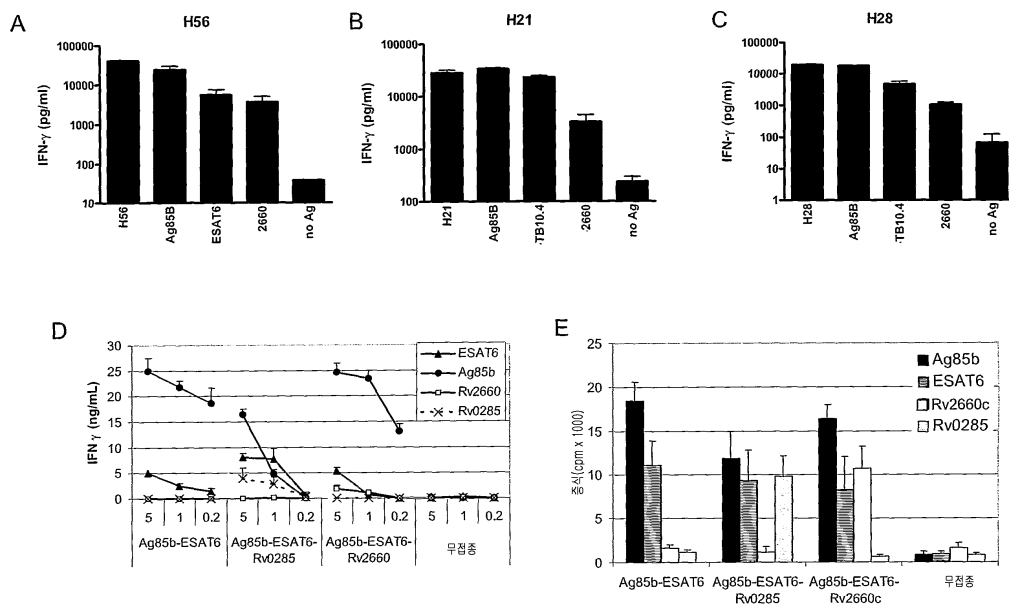 A
H56
IFN-γ (pg/ml)
100000
10000
1000
100
10
H56
Ag85B
ESAT6
2660
no Ag
B
H21
IFN-γ (pg/ml)
100000
10000
1000
100
H21
Ag85B
-TB10.4
2660
no Ag
C
H28
IFN-γ (pg/ml)
100000
10000
1000
100
10
1
H28
Ag85B
-TB10.4
2660
no Ag
D
IFN γ (ng/mL)
30
25
20
15
10
5
0
ESAT6
Ag85b
Rv2660
Rv0285
5 1 0.2 5 1 0.2 5 1 0.2 5 1 0.2
Ag85b-ESAT6
Ag85b-ESAT6-
Rv0285
Ag85b-ESAT6-
Rv2660
무접종
E
증식(cpm x 1000)
25
20
15
10
5
0
Ag85b
ESAT6
Rv2660c
Rv0285
Ag85b-ESAT6
Ag85b-ESAT6-
Rv0285
Ag85b-ESAT6-
Rv2660c
무접종